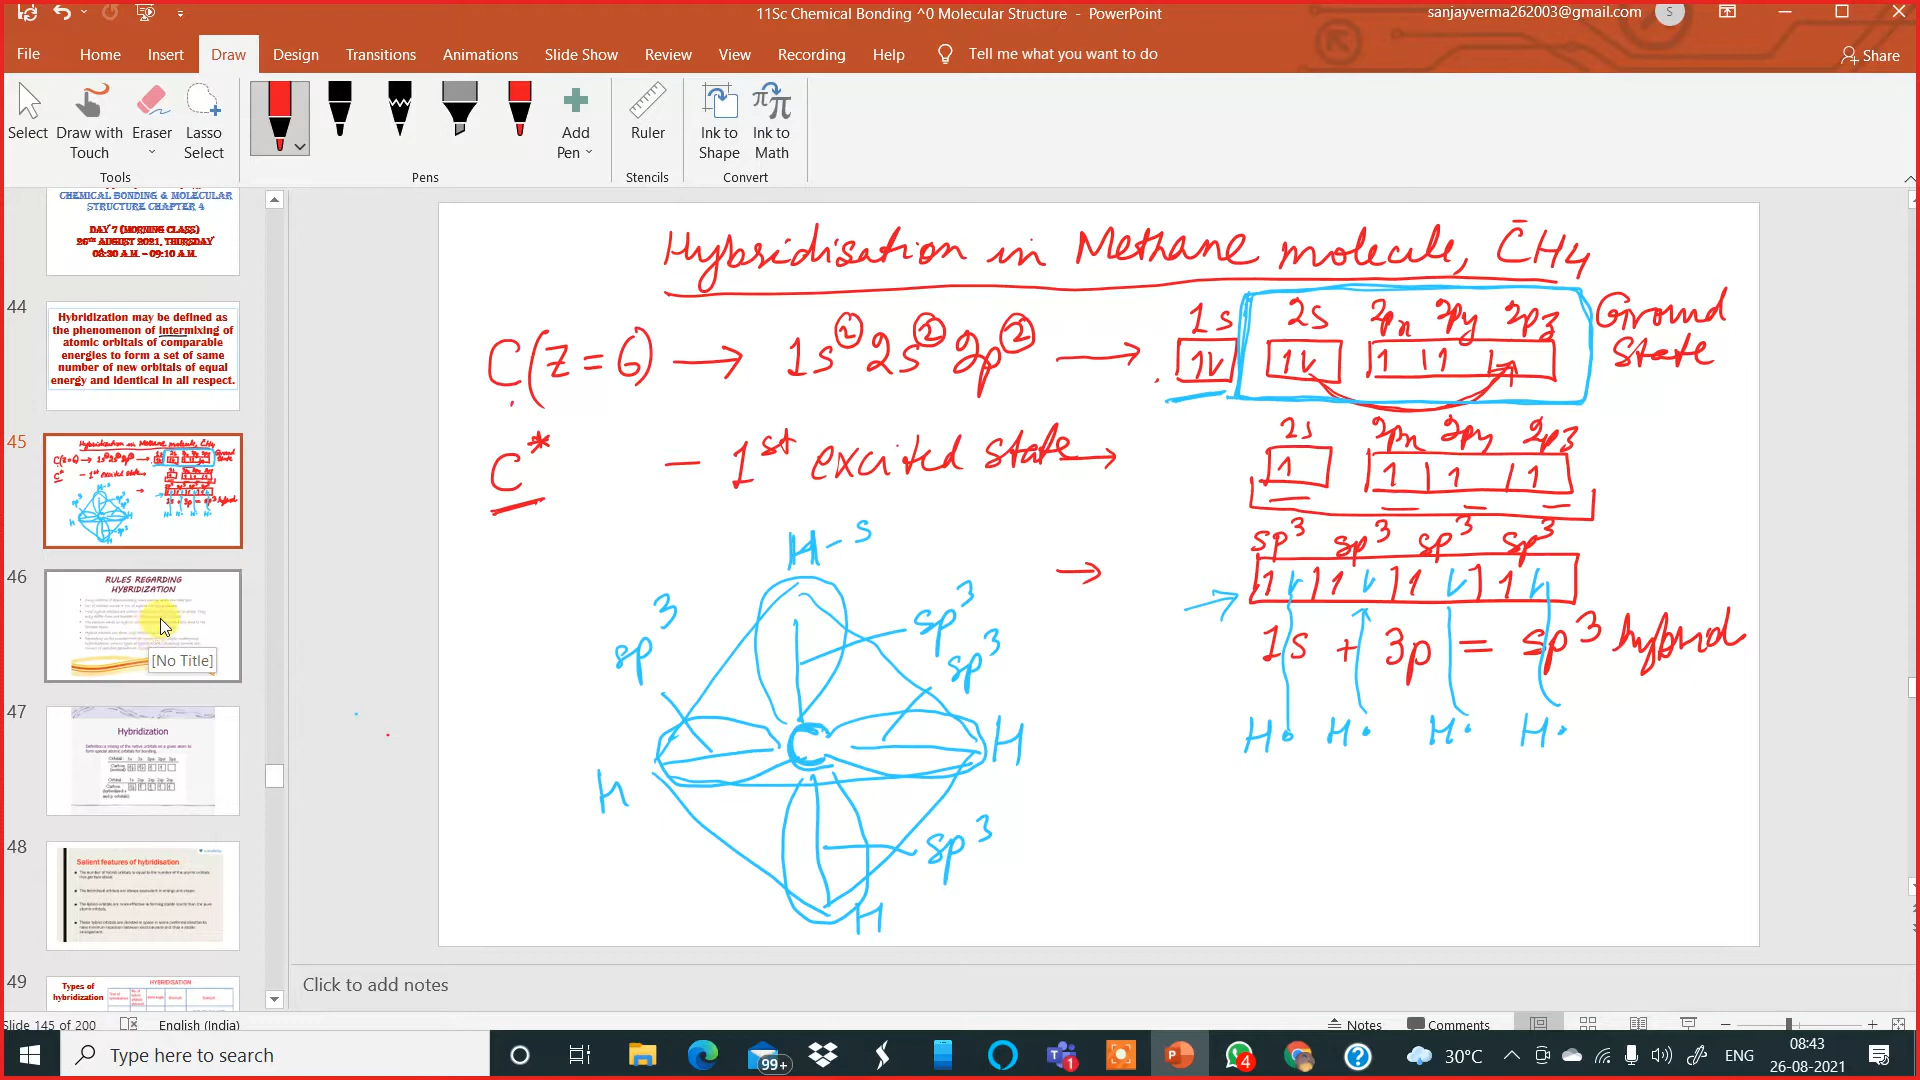 11Sc Chemical Bonding ^0 Molecular Structure - PowerPoint
sanjayverma262003@gmail.com
S
File Home Insert Draw Design Transitions Animations Slide Show Review View Recording Help Tell me what you want to do
Share
Select
Draw with Touch
Eraser
Lasso Select
Add Pen
Ruler
Ink to Shape
Ink to Math
Tools
Pens
Stencils
Convert
CHEMICAL BONDING & MOLECULAR
STRUCTURE CHAPTER 4
DAY 7 (MORNING CLASS)
26TH AUGUST 2021, THURSDAY
08:30 A.M. – 09:10 A.M.
44
Hybridization may be defined as
the phenomenon of intermixing of
atomic orbitals of comparable
energies to form a set of same
number of new orbitals of equal
energy and identical in all respect.
45
46
RULES REGARDING
HYBRIDIZATION
[No Title]
47
Hybridization
48
Salient features of hybridisation
49
Types of
hybridization
HYBRIDISATION
Hybridisation in Methane molecule, CH4
C(Z=6) → 1s² 2s² 2p² →
1s 2s 2px 2py 2pz
Ground
State
C* - 1st excited state →
2s 2px 2py 2pz
sp³ sp³ sp³ sp³
→
1s + 3p = sp³ hybrid
H• H• H• H•
H-s
sp³
sp³
sp³
C
H
H
sp³
H
Click to add notes
Slide 145 of 200
English (India)
Notes
Comments
Type here to search
99+
1
4
30°C
ENG
08:43
26-08-2021